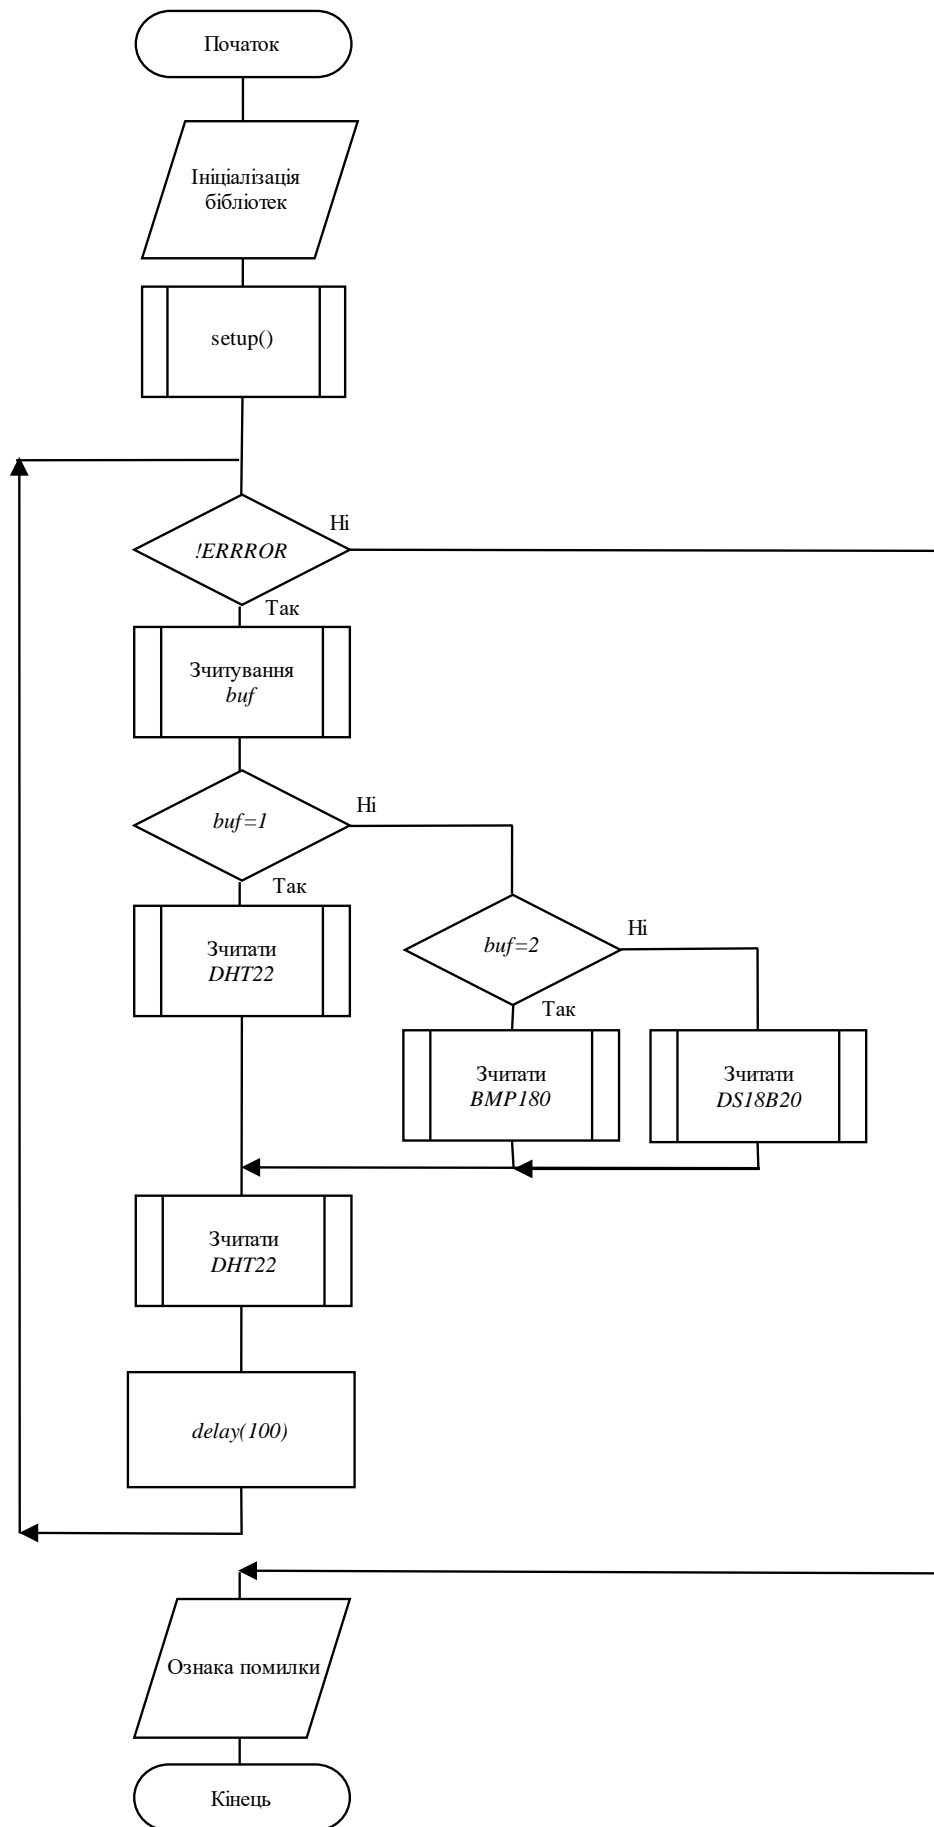 Початок
Ініціалізація
бібліотек
setup()
!ERRROR
Ні
Так
Зчитування
buf
buf=1
Ні
Так
Зчитати
DHT22
buf=2
Ні
Так
Зчитати
BMP180
Зчитати
DS18B20
Зчитати
DHT22
delay(100)
Ознака помилки
Кінець